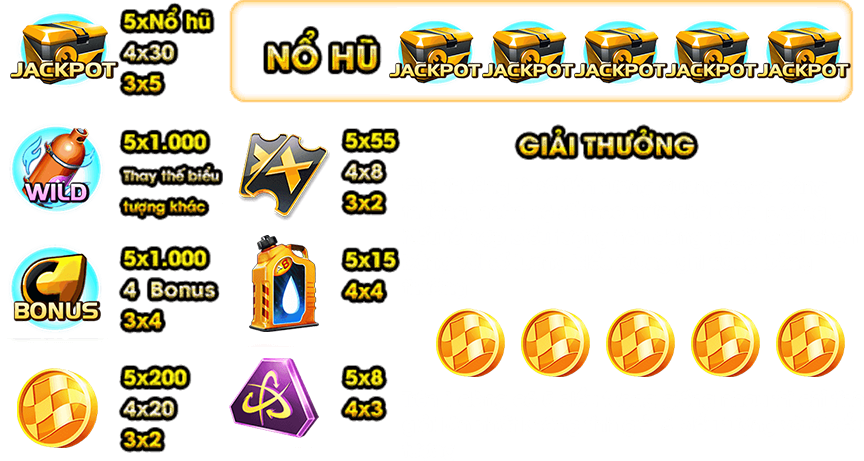 JACKPOT
5xNổ hũ
4x30
3x5
NỔ HŨ
JACKPOT JACKPOT JACKPOT JACKPOT JACKPOT
WILD
5x1.000
Thay thế biểu
tượng khác
5x55
4x8
3x2
GIẢI THƯỞNG
BONUS
5x1.000
4 Bonus
3x4
B
5x15
4x4
5x200
4x20
3x2
5x8
4x3